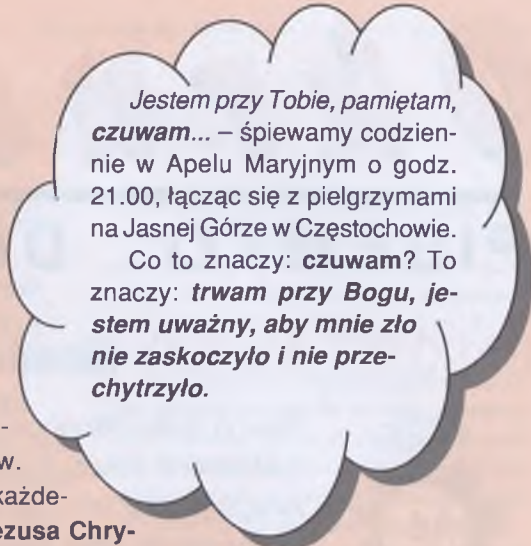 Jestem przy Tobie, pamiętam,
czuwam... – śpiewamy codzien-
nie w Apelu Maryjnym o godz.
21.00, łącząc się z pielgrzymami
na Jasnej Górze w Częstochowie.
Co to znaczy: czuwam? To
znaczy: trwam przy Bogu, je-
stem uważny, aby mnie zło
nie zaskoczyło i nie prze-
chytrzyło.
-
w.
każde-
ezusa Chry-